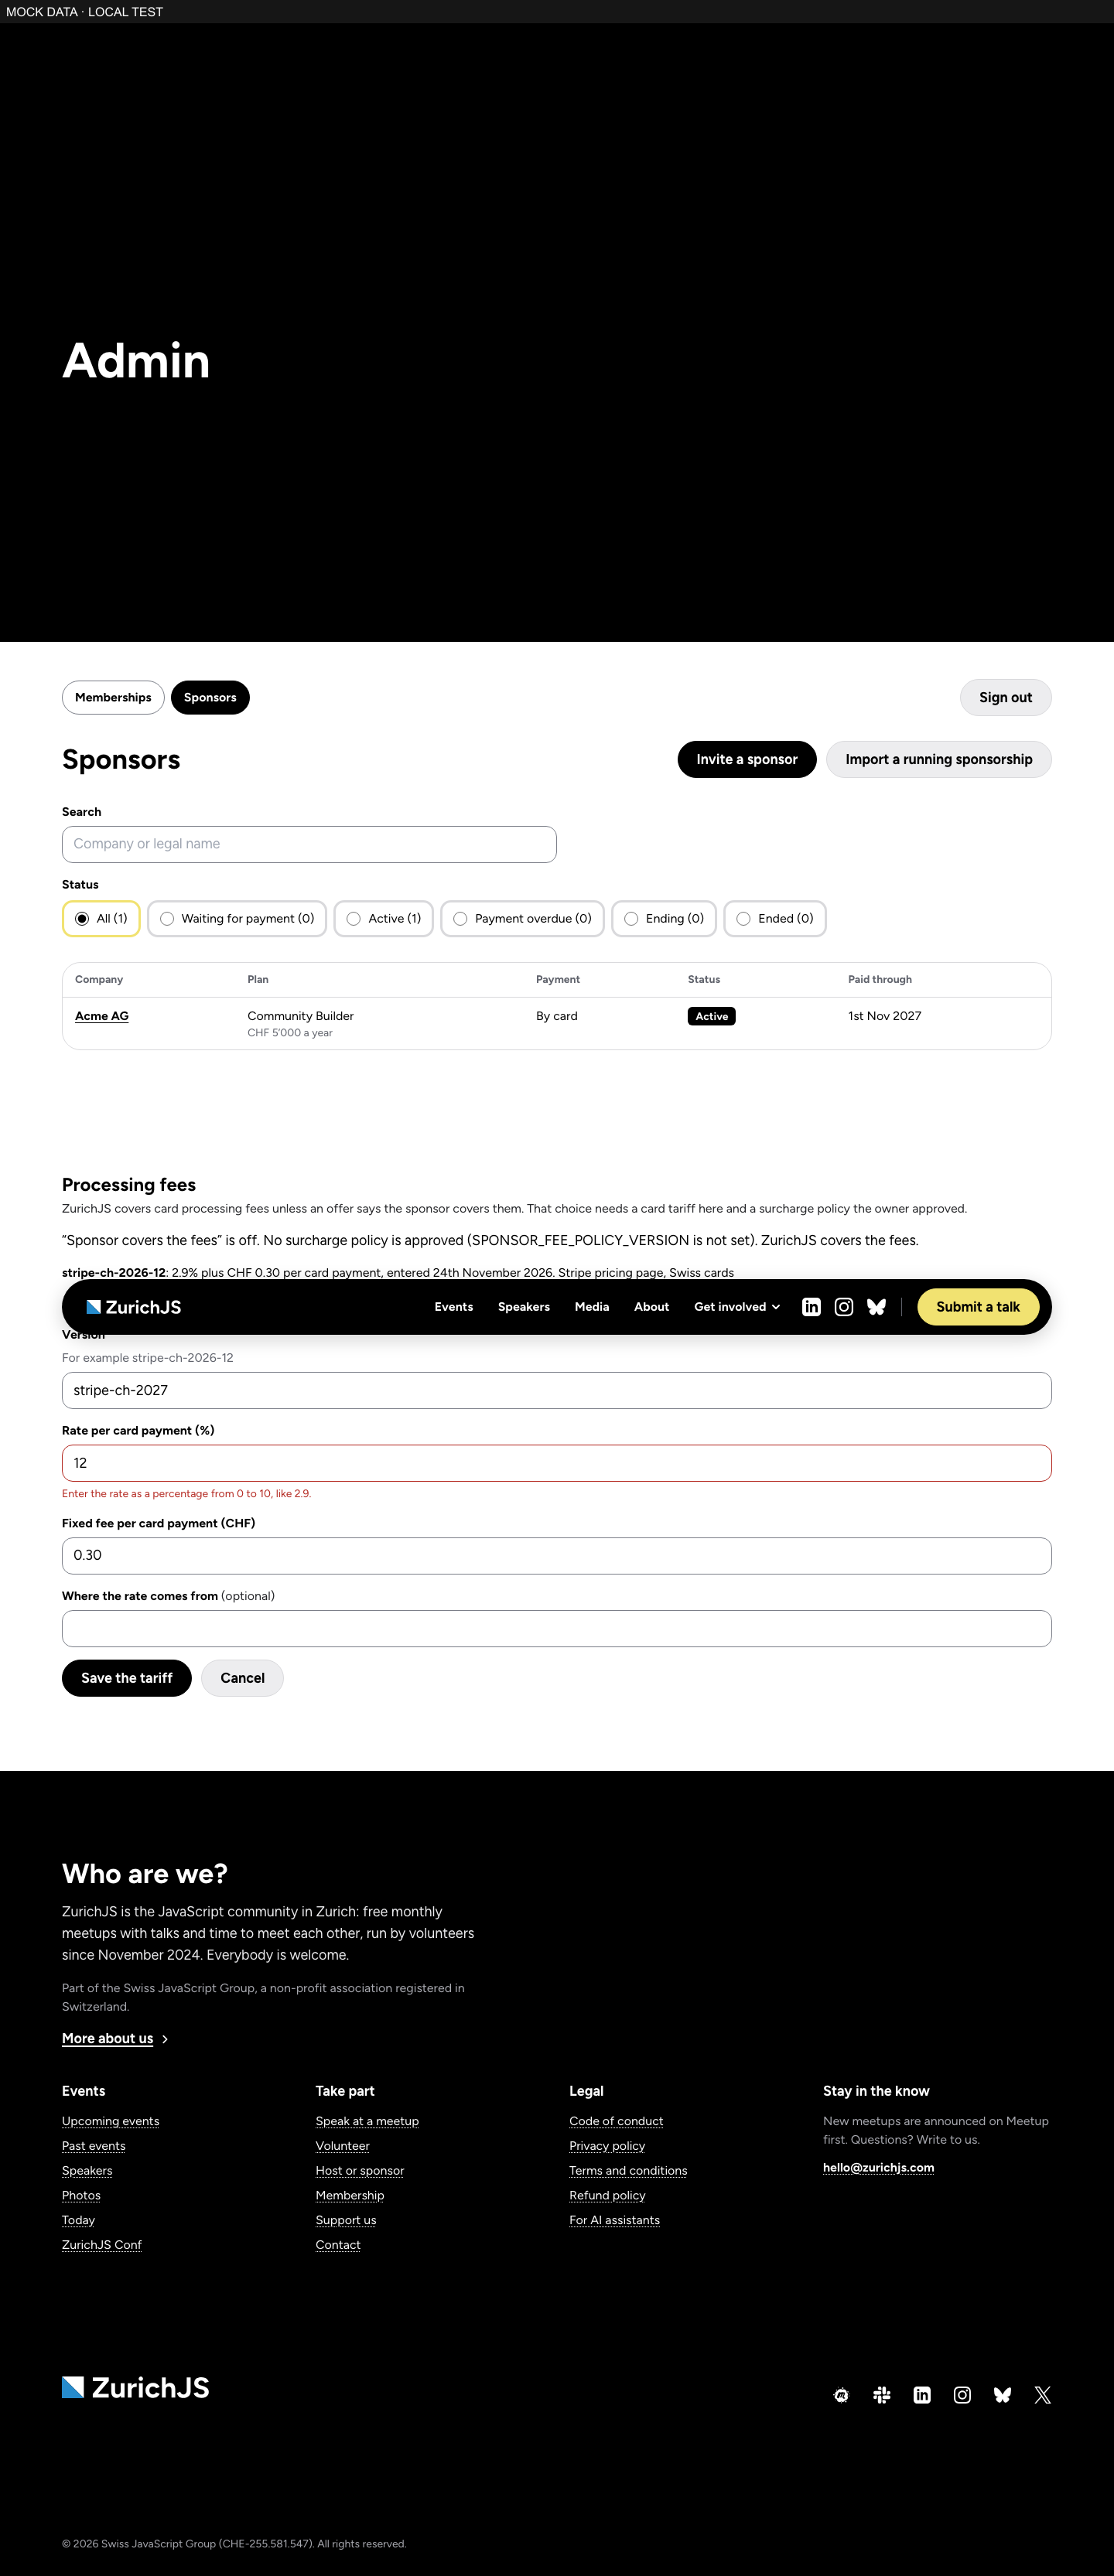 MOCK DATA · LOCAL TEST
Admin
Memberships
Sponsors
Sign out
Sponsors
Invite a sponsor
Import a running sponsorship
Search
Company or legal name
Status
All (1)
Waiting for payment (0)
Active (1)
Payment overdue (0)
Ending (0)
Ended (0)
Company Plan Payment Status Paid through
Acme AG Community Builder By card Active 1st Nov 2027
CHF 5’000 a year
Processing fees
ZurichJS covers card processing fees unless an offer says the sponsor covers them. That choice needs a card tariff here and a surcharge policy the owner approved.
“Sponsor covers the fees” is off. No surcharge policy is approved (SPONSOR_FEE_POLICY_VERSION is not set). ZurichJS covers the fees.
stripe-ch-2026-12: 2.9% plus CHF 0.30 per card payment, entered 24th November 2026. Stripe pricing page, Swiss cards
ZurichJS Events Speakers Media About Get involved Submit a talk
Version
For example stripe-ch-2026-12
stripe-ch-2027
Rate per card payment (%)
12
Enter the rate as a percentage from 0 to 10, like 2.9.
Fixed fee per card payment (CHF)
0.30
Where the rate comes from (optional)
Save the tariff
Cancel
Who are we?
ZurichJS is the JavaScript community in Zurich: free monthly
meetups with talks and time to meet each other, run by volunteers
since November 2024. Everybody is welcome.
Part of the Swiss JavaScript Group, a non-profit association registered in
Switzerland.
More about us
Events
Upcoming events
Past events
Speakers
Photos
Today
ZurichJS Conf
Take part
Speak at a meetup
Volunteer
Host or sponsor
Membership
Support us
Contact
Legal
Code of conduct
Privacy policy
Terms and conditions
Refund policy
For AI assistants
Stay in the know
New meetups are announced on Meetup
first. Questions? Write to us.
hello@zurichjs.com
ZurichJS
© 2026 Swiss JavaScript Group (CHE-255.581.547). All rights reserved.